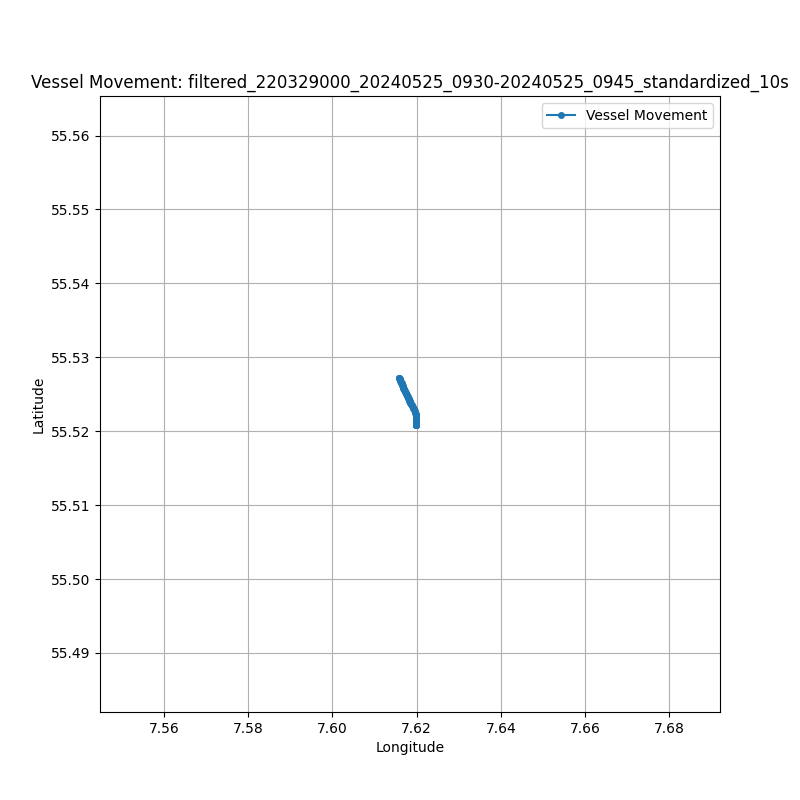 Vessel Movement: filtered_220329000_20240525_0930-20240525_0945_standardized_10s
Vessel Movement
55.56
55.55
55.54
55.53
55.52
55.51
55.50
55.49
Latitude
7.56 7.58 7.60 7.62 7.64 7.66 7.68
Longitude